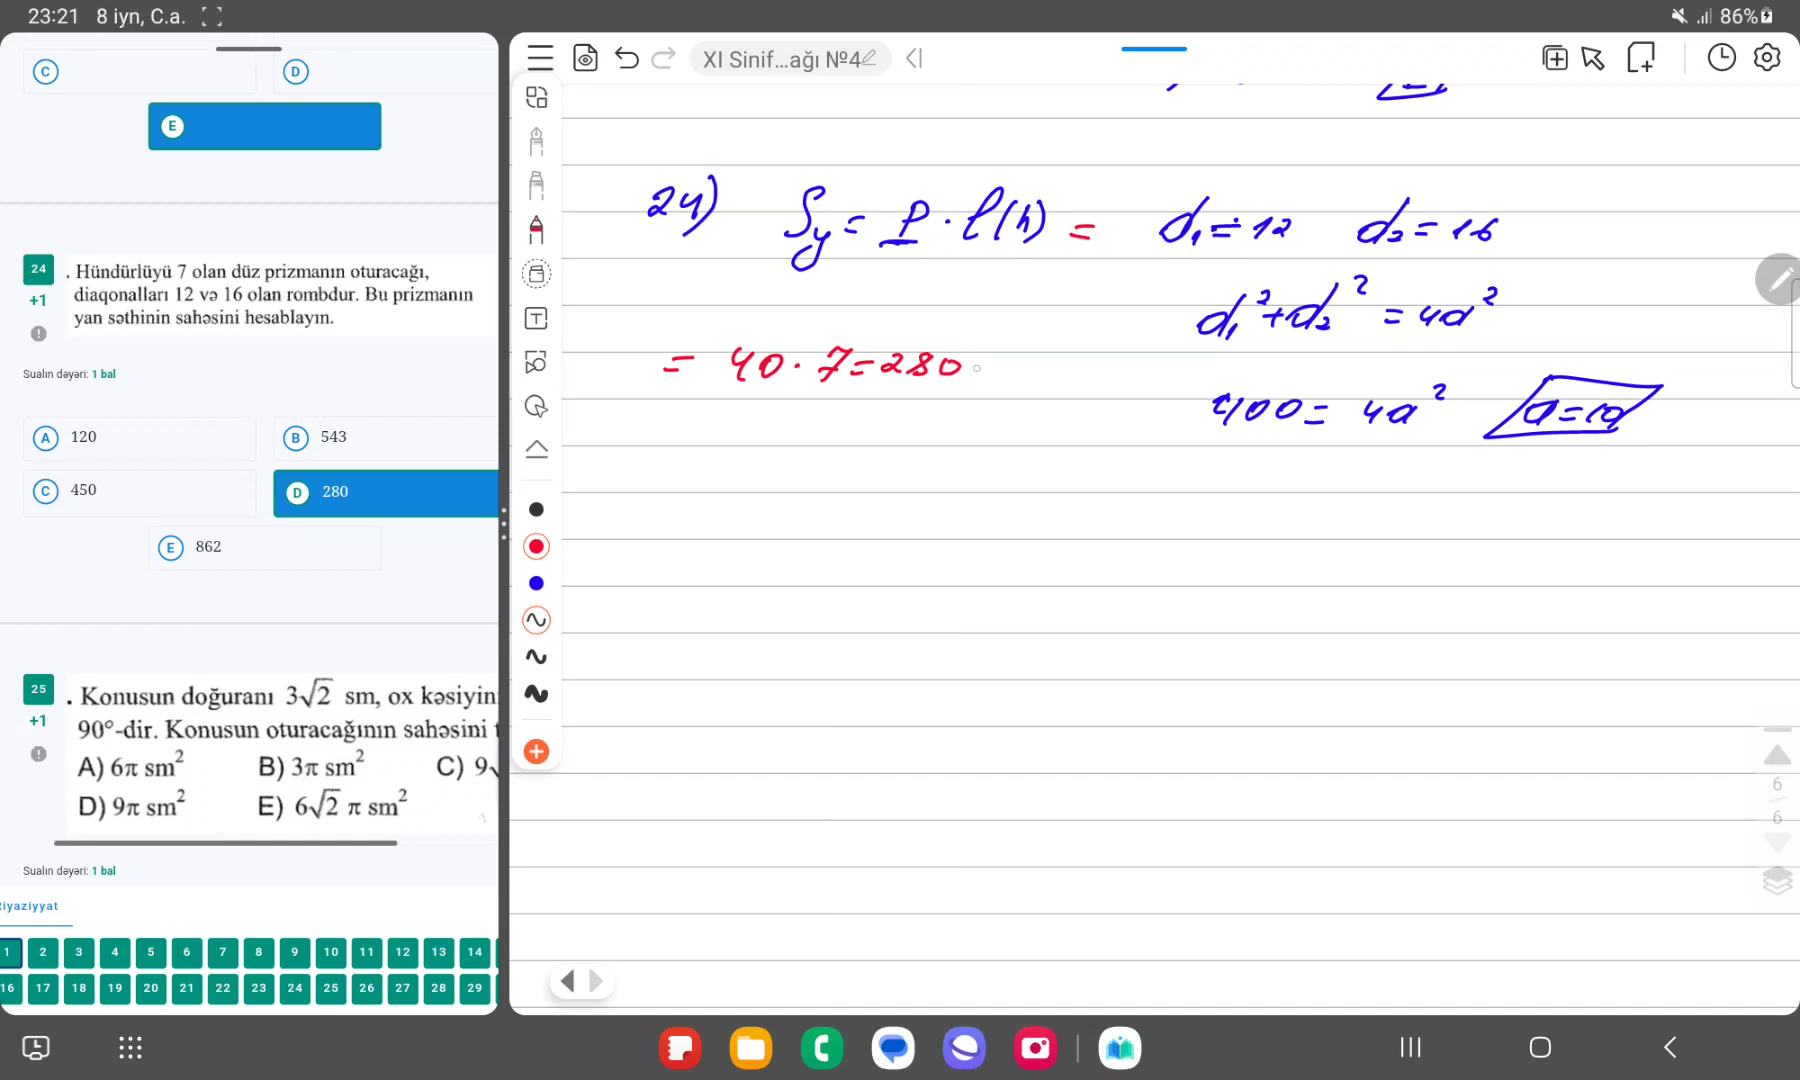 23:21 8 iyn, C.a. 86%
C D
E
24 . Hündürlüyü 7 olan düz prizmanın oturacağı,
+1 diaqonalları 12 və 16 olan rombdur. Bu prizmanın
yan səthinin sahəsini hesablayın.
Sualın dəyəri: 1 bal
A 120 B 543
C 450 D 280
E 862
25 . Konusun doğuranı 3√2 sm, ox kəsiyin
+1 90°-dir. Konusun oturacağının sahəsini t
A) 6π sm² B) 3π sm² C) 9√
D) 9π sm² E) 6√2 π sm²
Sualın dəyəri: 1 bal
Riyaziyyat
1 2 3 4 5 6 7 8 9 10 11 12 13 14
16 17 18 19 20 21 22 23 24 25 26 27 28 29
XI Sinif...ağı №4
24) Sy = P · l(h) = d₁ = 12 d₂ = 16
d₁² + d₂² = 4a²
= 40 · 7 = 280
400 = 4a² a = 10
T
6
6